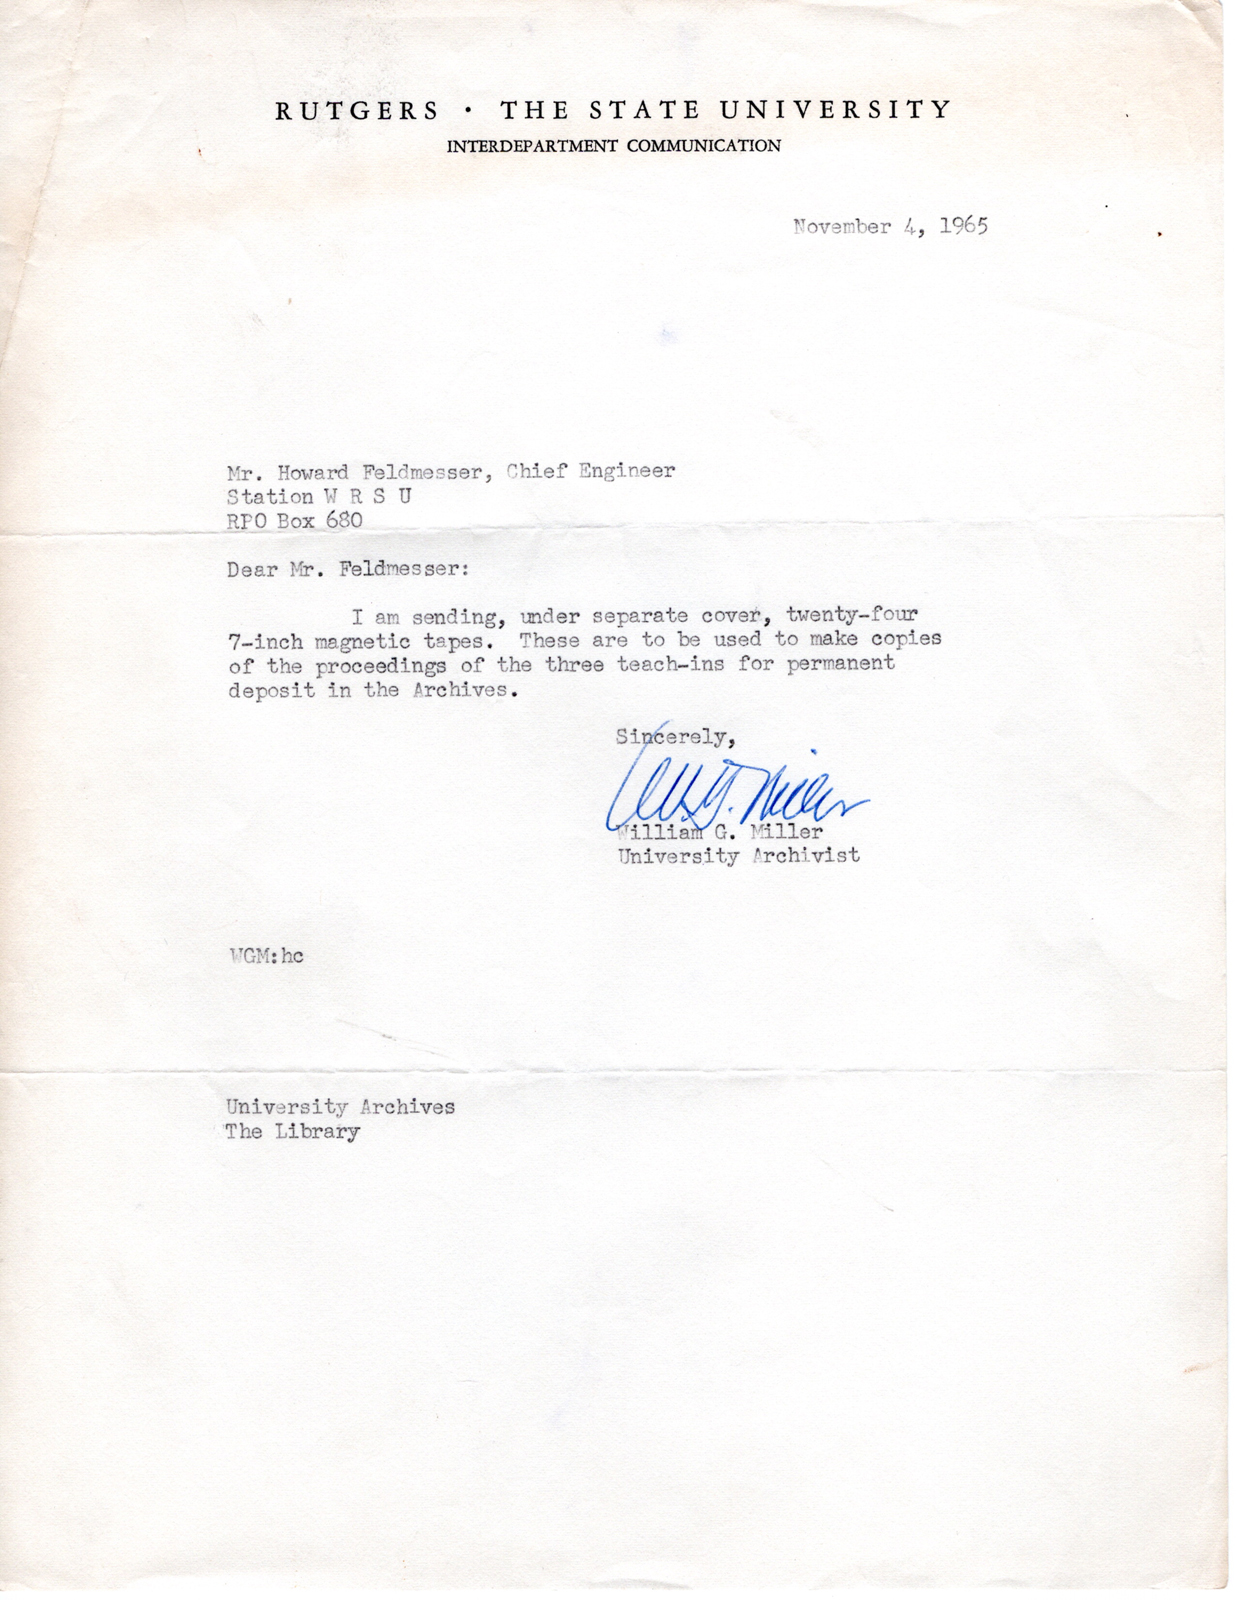 RUTGERS · THE STATE UNIVERSITY
INTERDEPARTMENT COMMUNICATION
November 4, 1965
Mr. Howard Feldmesser, Chief Engineer
Station W R S U
RPO Box 680
Dear Mr. Feldmesser:
I am sending, under separate cover, twenty-four
7-inch magnetic tapes. These are to be used to make copies
of the proceedings of the three teach-ins for permanent
deposit in the Archives.
Sincerely,
Wm. G. Miller
William G. Miller
University Archivist
WGM:hc
University Archives
The Library